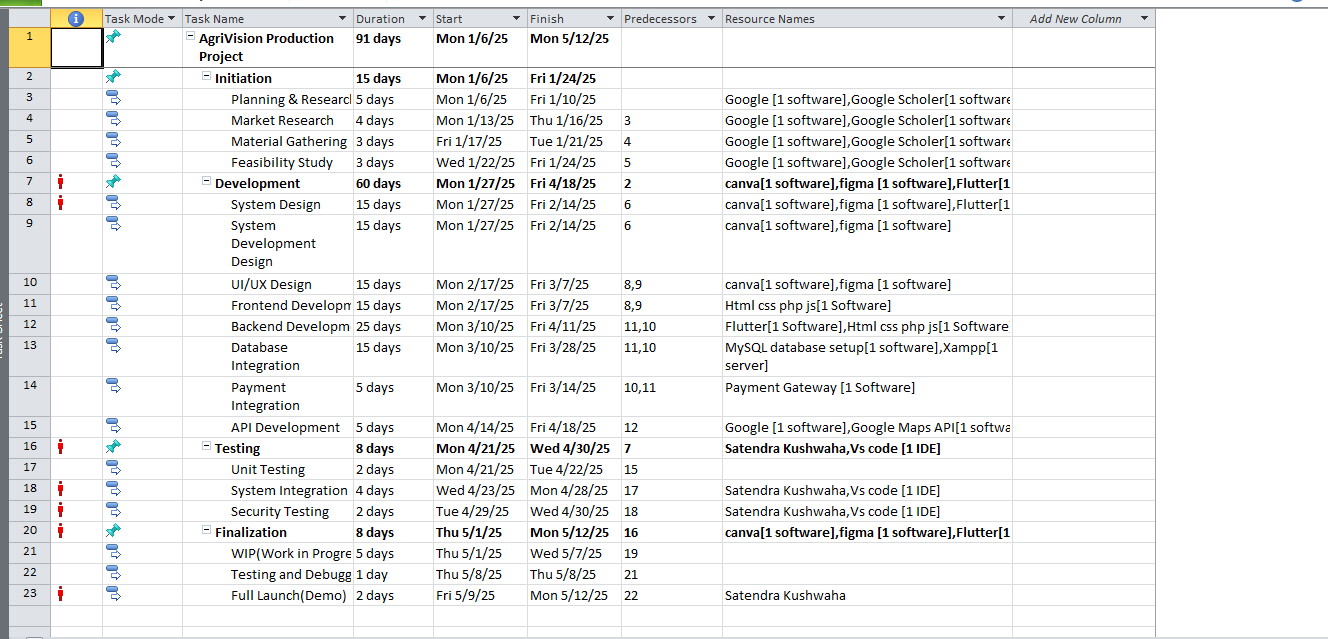 Task Mode Task Name Duration Start Finish Predecessors Resource Names Add New Column
1 AgriVision Production 91 days Mon 1/6/25 Mon 5/12/25
Project
2 Initiation 15 days Mon 1/6/25 Fri 1/24/25
3 Planning & Research 5 days Mon 1/6/25 Fri 1/10/25 Google [1 software],Google Scholer[1 software
4 Market Research 4 days Mon 1/13/25 Thu 1/16/25 3 Google [1 software],Google Scholer[1 software
5 Material Gathering 3 days Fri 1/17/25 Tue 1/21/25 4 Google [1 software],Google Scholer[1 software
6 Feasibility Study 3 days Wed 1/22/25 Fri 1/24/25 5 Google [1 software],Google Scholer[1 software
7 Development 60 days Mon 1/27/25 Fri 4/18/25 2 canva[1 software],figma [1 software],Flutter[1
8 System Design 15 days Mon 1/27/25 Fri 2/14/25 6 canva[1 software],figma [1 software],Flutter[1
9 System 15 days Mon 1/27/25 Fri 2/14/25 6 canva[1 software],figma [1 software]
Development
Design
10 UI/UX Design 15 days Mon 2/17/25 Fri 3/7/25 8,9 canva[1 software],figma [1 software]
11 Frontend Developm 15 days Mon 2/17/25 Fri 3/7/25 8,9 Html css php js[1 Software]
12 Backend Developm 25 days Mon 3/10/25 Fri 4/11/25 11,10 Flutter[1 Software],Html css php js[1 Software
13 Database 15 days Mon 3/10/25 Fri 3/28/25 11,10 MySQL database setup[1 software],Xampp[1
Integration server]
14 Payment 5 days Mon 3/10/25 Fri 3/14/25 10,11 Payment Gateway [1 Software]
Integration
15 API Development 5 days Mon 4/14/25 Fri 4/18/25 12 Google [1 software],Google Maps API[1 softwa
16 Testing 8 days Mon 4/21/25 Wed 4/30/25 7 Satendra Kushwaha,Vs code [1 IDE]
17 Unit Testing 2 days Mon 4/21/25 Tue 4/22/25 15
18 System Integration 4 days Wed 4/23/25 Mon 4/28/25 17 Satendra Kushwaha,Vs code [1 IDE]
19 Security Testing 2 days Tue 4/29/25 Wed 4/30/25 18 Satendra Kushwaha,Vs code [1 IDE]
20 Finalization 8 days Thu 5/1/25 Mon 5/12/25 16 canva[1 software],figma [1 software],Flutter[1
21 WIP(Work in Progre 5 days Thu 5/1/25 Wed 5/7/25 19
22 Testing and Debugg 1 day Thu 5/8/25 Thu 5/8/25 21
23 Full Launch(Demo) 2 days Fri 5/9/25 Mon 5/12/25 22 Satendra Kushwaha